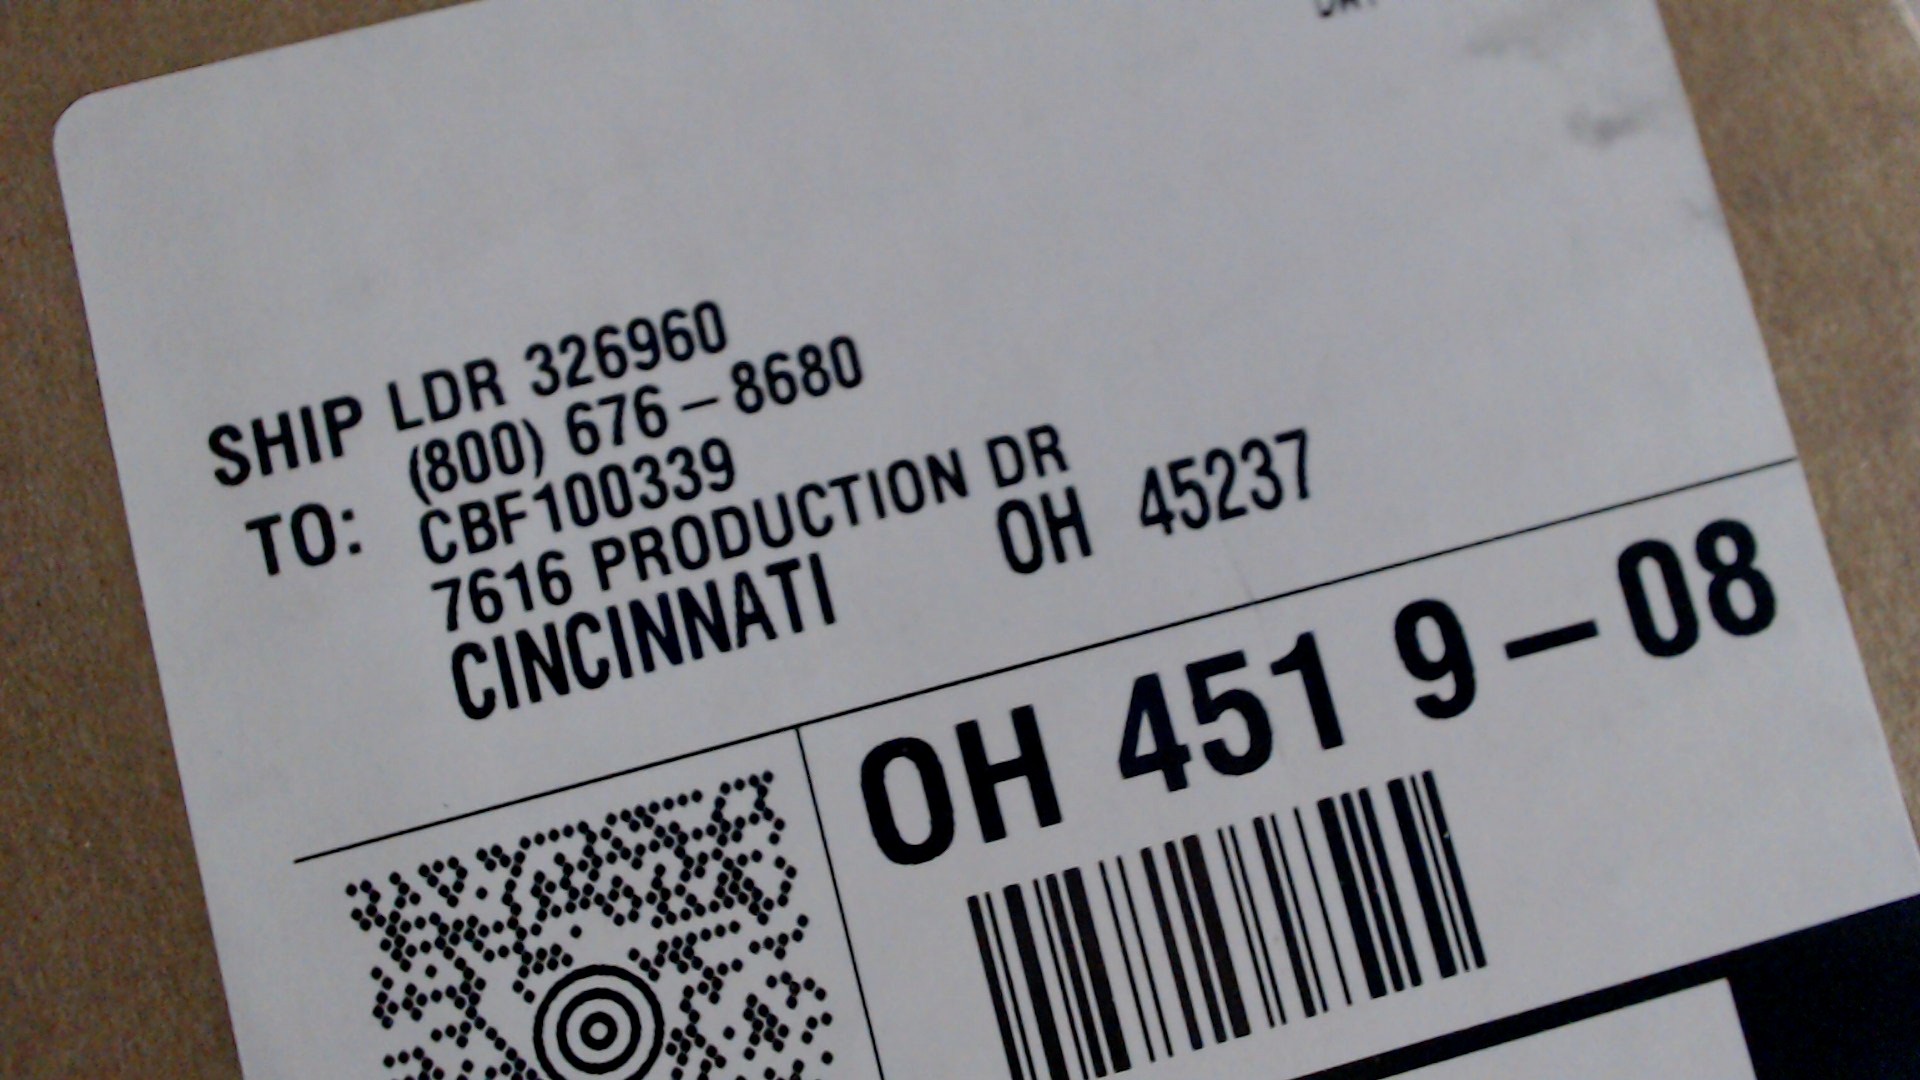 SHIP LDR 326960
(800) 676-8680
TO: CBF100339
7616 PRODUCTION DR
CINCINNATI OH 45237
OH 451 9-08